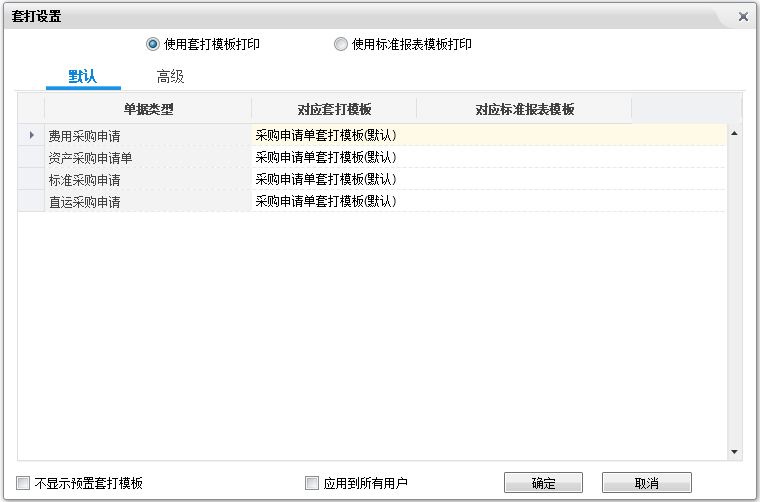 套打设置
使用套打模板打印 使用标准报表模板打印
默认 高级
单据类型 对应套打模板 对应标准报表模板
费用采购申请 采购申请单套打模板(默认)
资产采购申请单 采购申请单套打模板(默认)
标准采购申请 采购申请单套打模板(默认)
直运采购申请 采购申请单套打模板(默认)
不显示预置套打模板 应用到所有用户 确定 取消